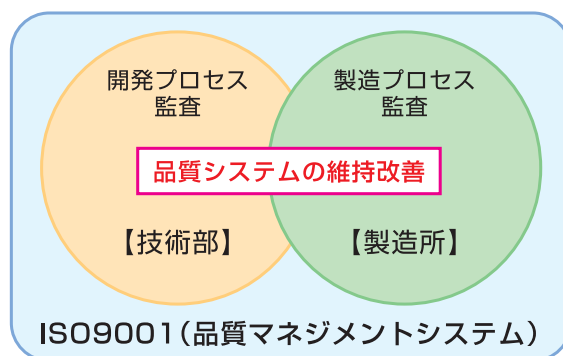 開発プロセス
監査
製造プロセス
監査
品質システムの維持改善
【技術部】
【製造所】
ISO9001(品質マネジメントシステム)